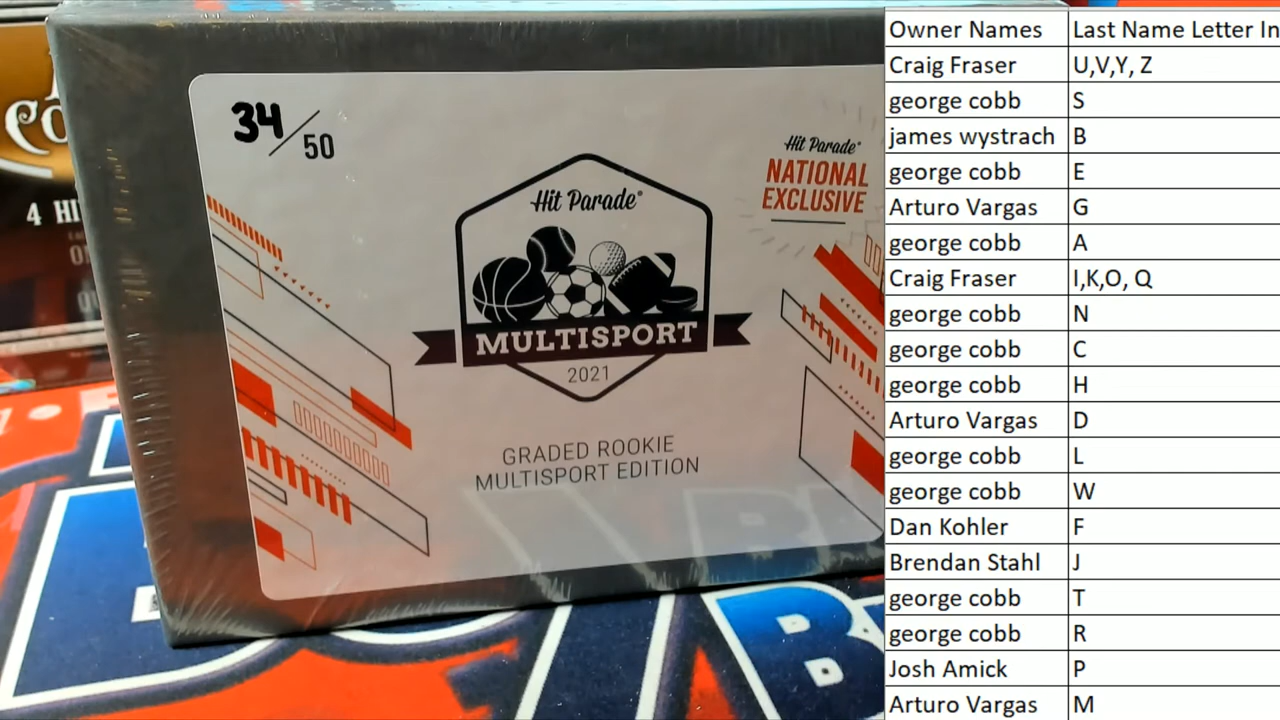 34/50
Hit Parade®
NATIONAL
EXCLUSIVE
Hit Parade®
MULTISPORT
2021
GRADED ROOKIE
MULTISPORT EDITION
4 HI
Owner Names Last Name Letter In
Craig Fraser U,V,Y, Z
george cobb S
james wystrach B
george cobb E
Arturo Vargas G
george cobb A
Craig Fraser I,K,O, Q
george cobb N
george cobb C
george cobb H
Arturo Vargas D
george cobb L
george cobb W
Dan Kohler F
Brendan Stahl J
george cobb T
george cobb R
Josh Amick P
Arturo Vargas M